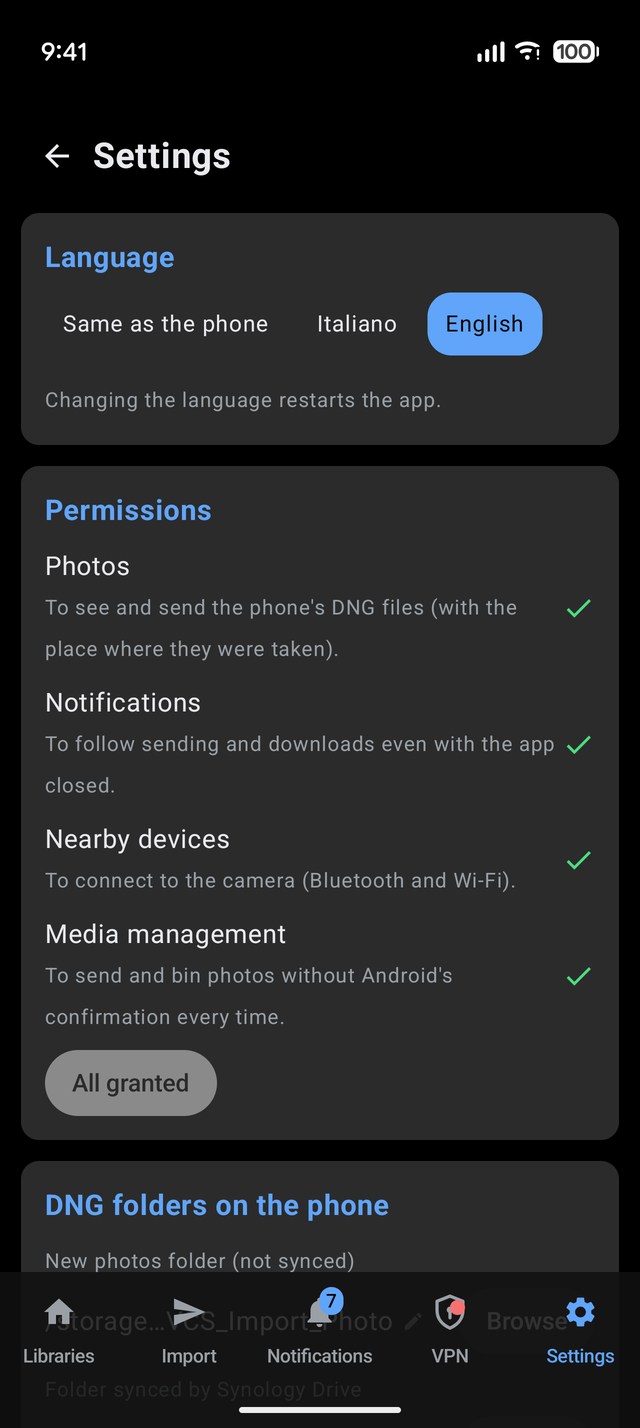 9:41
100
Settings
Language
Same as the phone
Italiano
English
Changing the language restarts the app.
Permissions
Photos
To see and send the phone's DNG files (with the
place where they were taken).
Notifications
To follow sending and downloads even with the app
closed.
Nearby devices
To connect to the camera (Bluetooth and Wi-Fi).
Media management
To send and bin photos without Android's
confirmation every time.
All granted
DNG folders on the phone
New photos folder (not synced)
/storage…VCS_Import_Photo
Browse
7
Libraries
Import
Notifications
VPN
Settings
Folder synced by Synology Drive